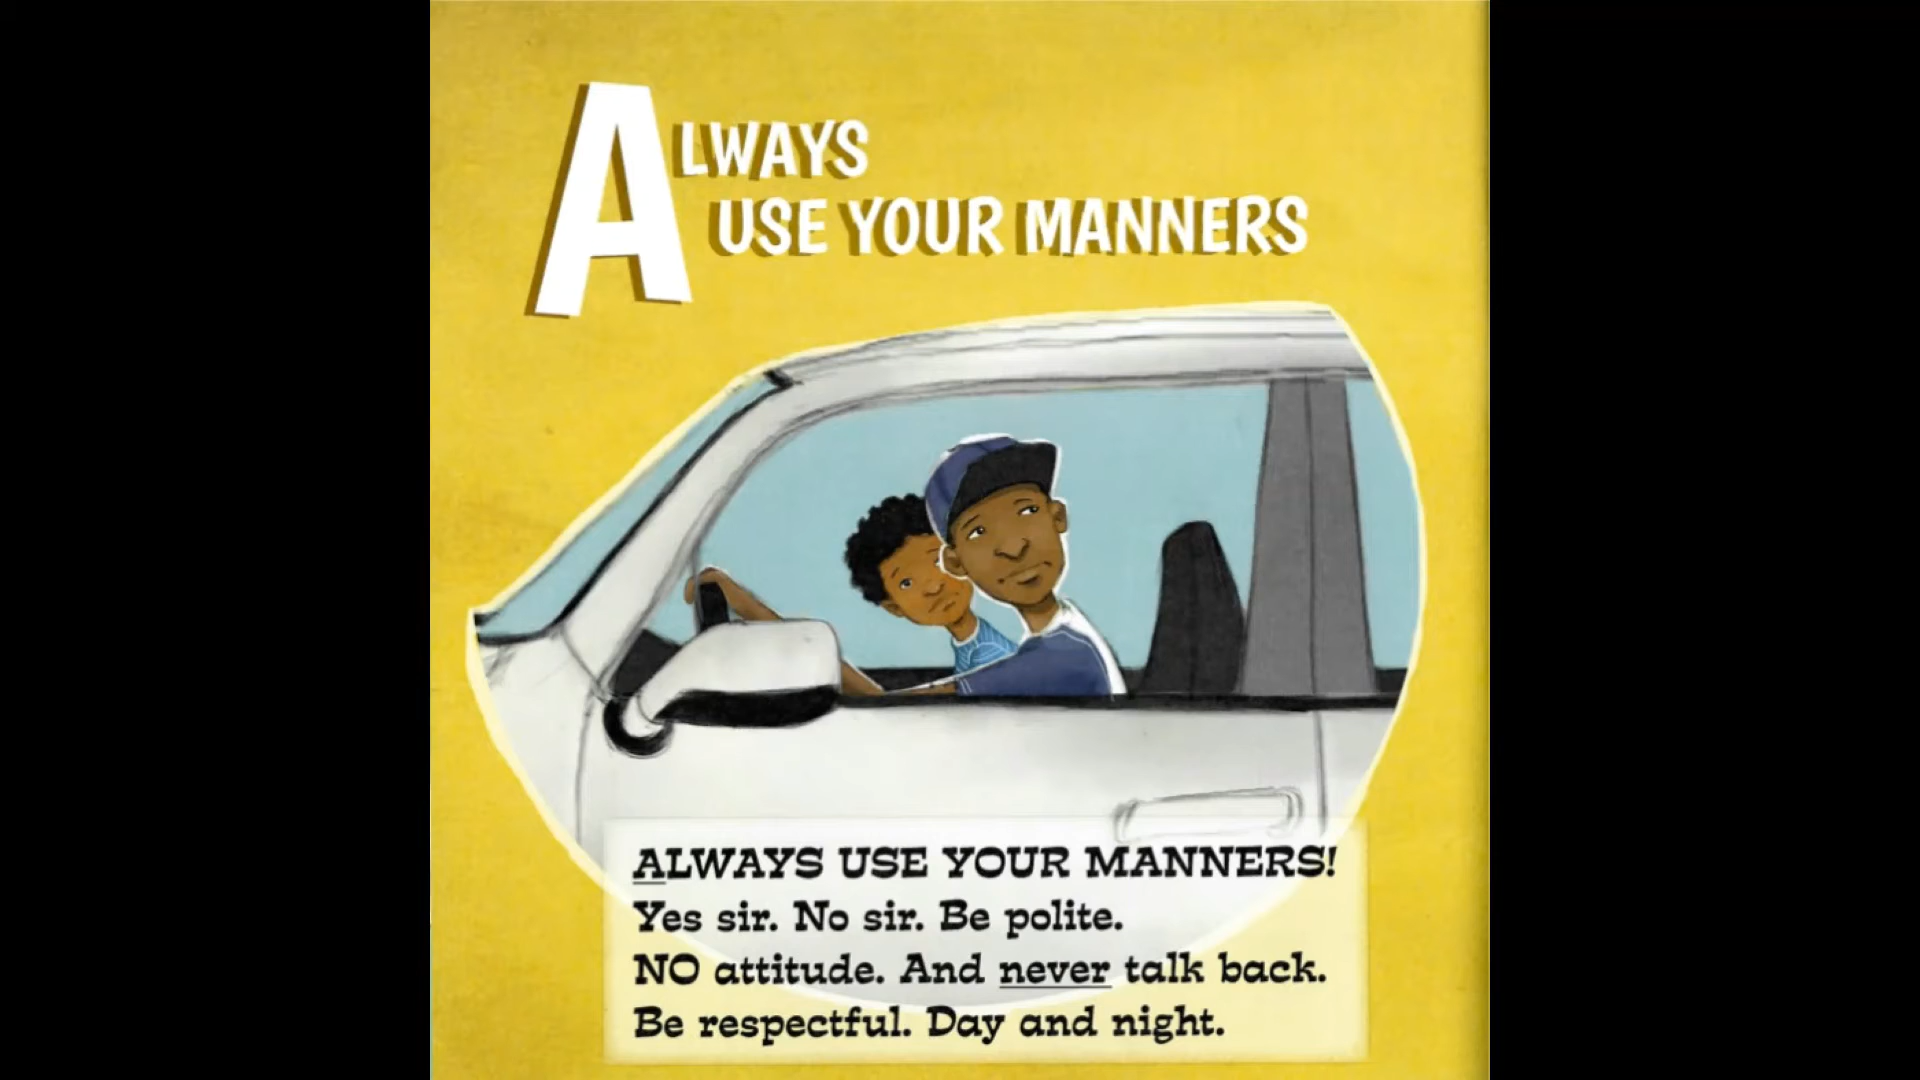 ALWAYS
USE YOUR MANNERS
ALWAYS USE YOUR MANNERS!
Yes sir. No sir. Be polite.
NO attitude. And never talk back.
Be respectful. Day and night.